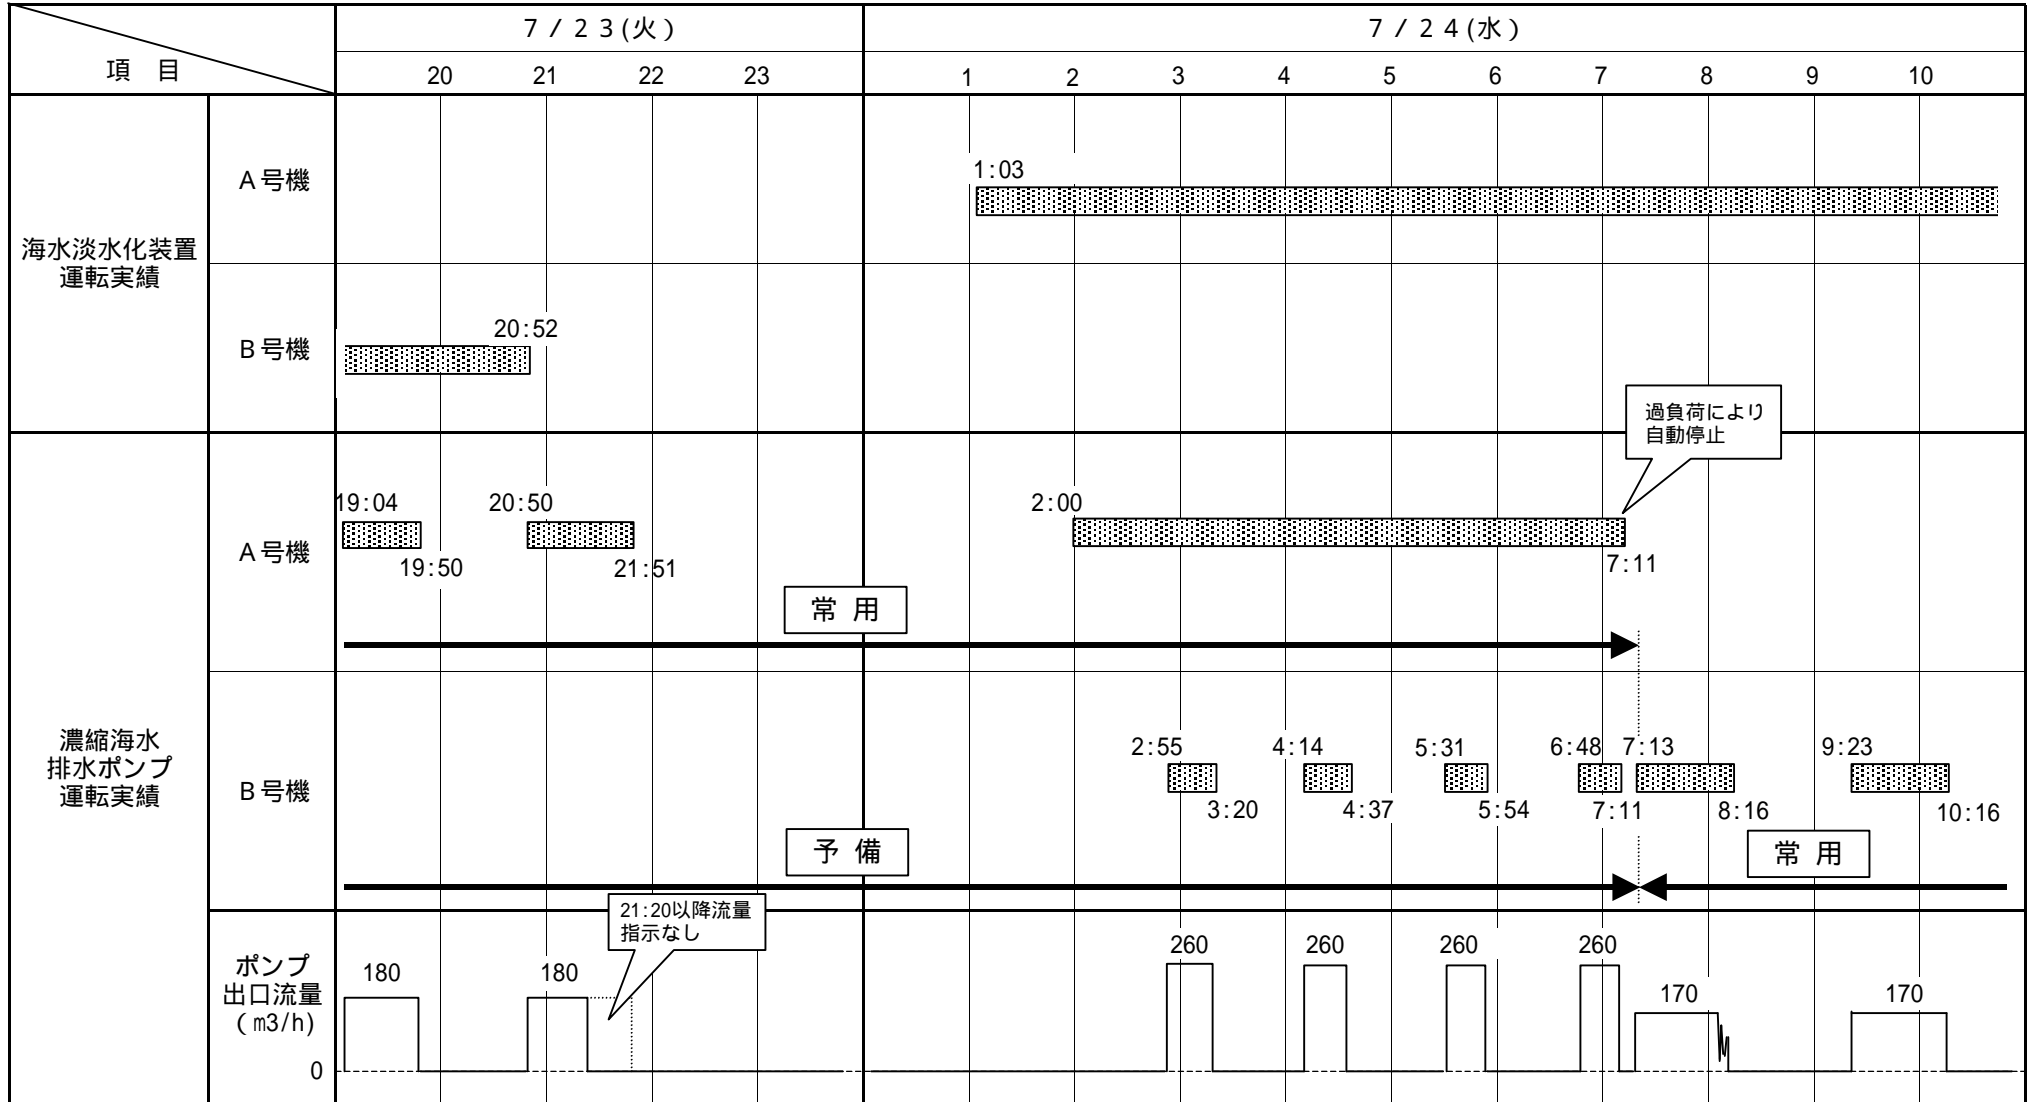 ７／２３(火)
７／２４(水)
項 目
20 21 22 23 1 2 3 4 5 6 7 8 9 10
海水淡水化装置
運転実績
A号機
1:03
B号機
20:52
過負荷により
自動停止
濃縮海水
排水ポンプ
運転実績
A号機
19:04
19:50
20:50
21:51
2:00
7:11
常 用
B号機
2:55
3:20
4:14
4:37
5:31
5:54
6:48
7:11
7:13
8:16
9:23
10:16
予 備
常 用
ポンプ
出口流量
(m3/h)
0
21:20以降流量
指示なし
180
180
260
260
260
260
170
170